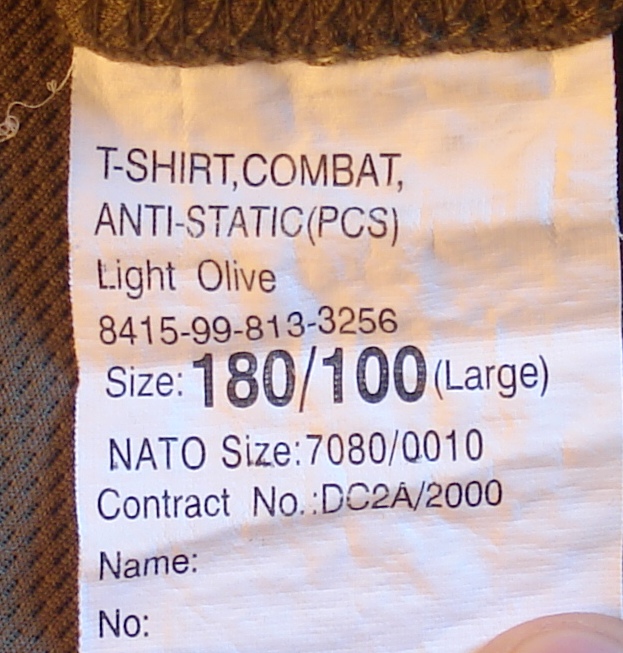 T-SHIRT,COMBAT,
ANTI-STATIC(PCS)
Light Olive
8415-99-813-3256
Size:180/100(Large)
NATO Size:7080/0010
Contract No.:DC2A/2000
Name:
No: